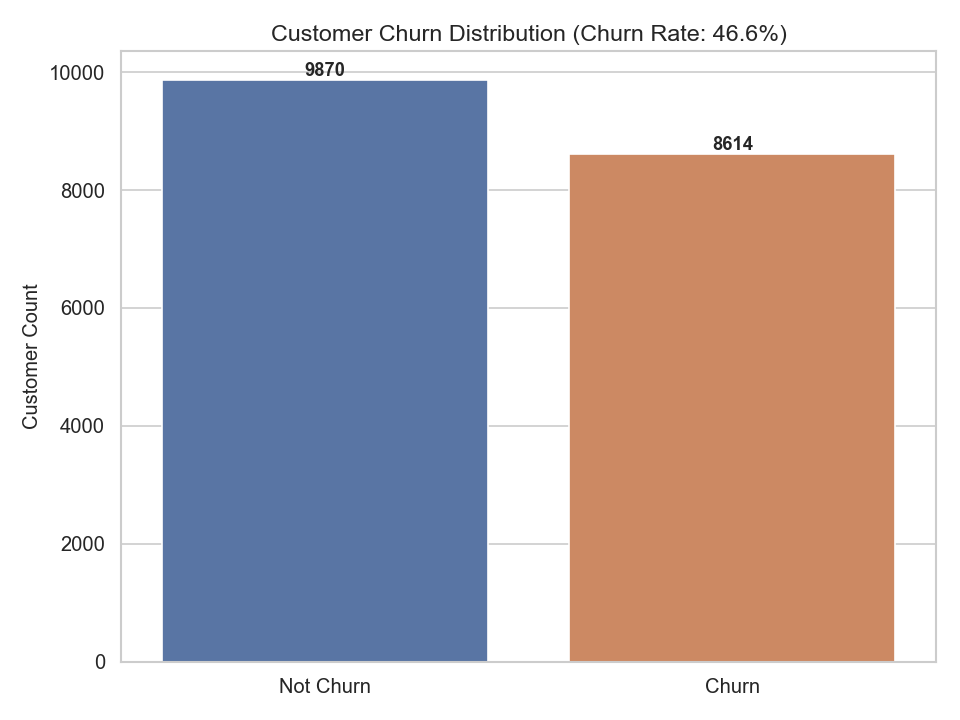 Customer Churn Distribution (Churn Rate: 46.6%)
10000
8000
6000
4000
2000
0
Customer Count
9870
8614
Not Churn
Churn